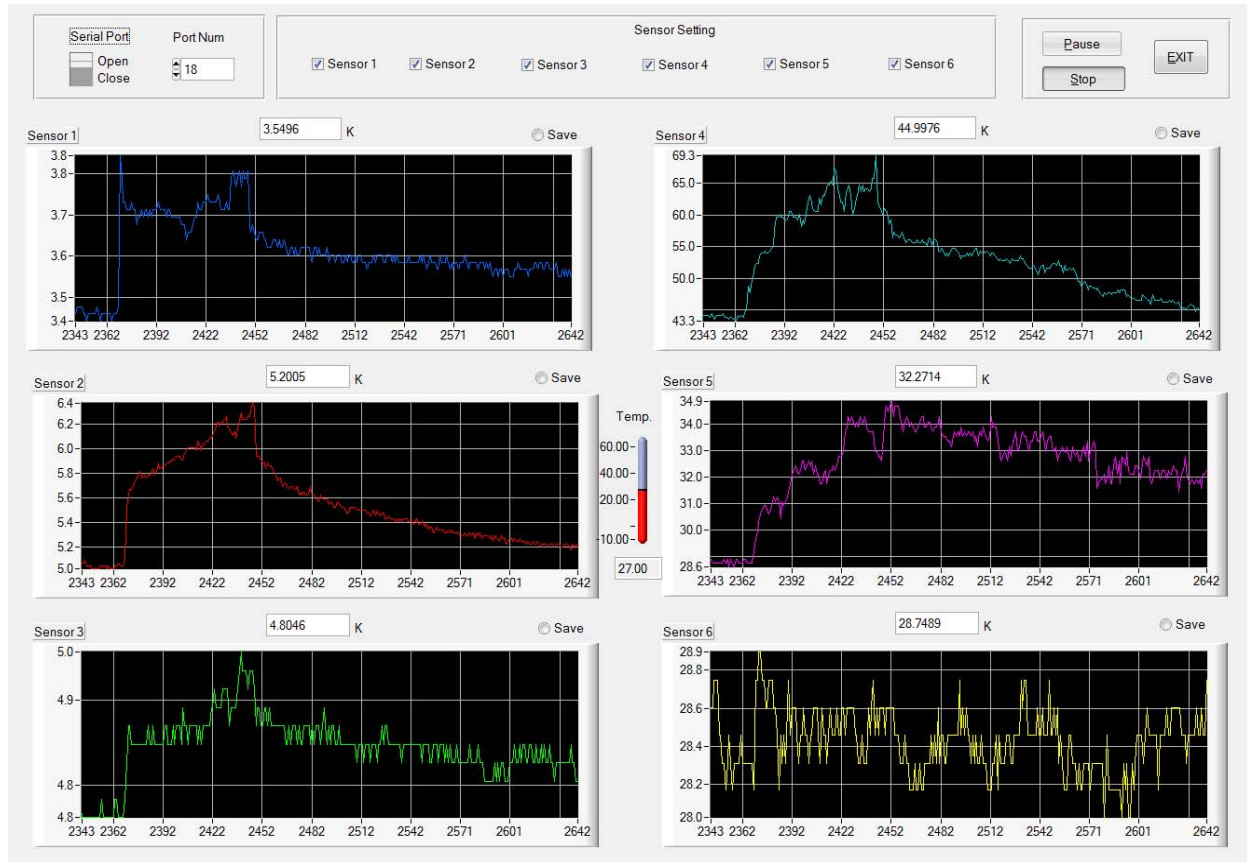 Serial Port
Port Num
Open
Close
18
Sensor Setting
Sensor 1 Sensor 2 Sensor 3 Sensor 4 Sensor 5 Sensor 6
Pause
Stop
EXIT
Sensor 1 3.5496 K Save
3.8
3.8
3.7
3.6
3.5
3.4
2343 2362 2392 2422 2452 2482 2512 2542 2571 2601 2642
Sensor 4 44.9976 K Save
69.3
65.0
60.0
55.0
50.0
43.3
2343 2362 2392 2422 2452 2482 2512 2542 2571 2601 2642
Sensor 2 5.2005 K Save
6.4
6.2
6.0
5.8
5.6
5.4
5.2
5.0
2343 2362 2392 2422 2452 2482 2512 2542 2571 2601 2642
Temp.
60.00
40.00
20.00
-10.00
27.00
Sensor 5 32.2714 K Save
34.9
34.0
33.0
32.0
30.0
28.6
2343 2362 2392 2422 2452 2482 2512 2542 2571 2601 2642
Sensor 3 4.8046 K Save
5.0
4.9
4.8
4.8
2343 2362 2392 2422 2452 2482 2512 2542 2571 2601 2642
Sensor 6 28.7489 K Save
28.9
28.8
28.6
28.4
28.2
28.0
2343 2362 2392 2422 2452 2482 2512 2542 2571 2601 2642